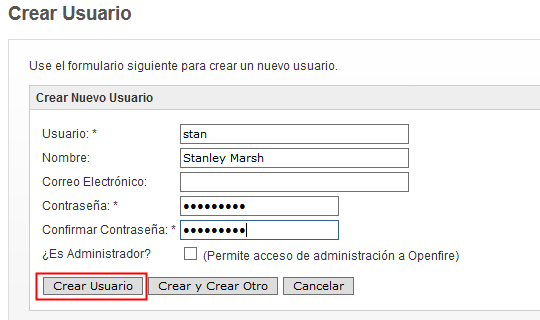 Crear Usuario
Use el formulario siguiente para crear un nuevo usuario.
Crear Nuevo Usuario
Usuario: * stan
Nombre: Stanley Marsh
Correo Electrónico:
Contraseña: * •••••••••
Confirmar Contraseña: * •••••••••
¿Es Administrador? (Permite acceso de administración a Openfire)
Crear Usuario Crear y Crear Otro Cancelar